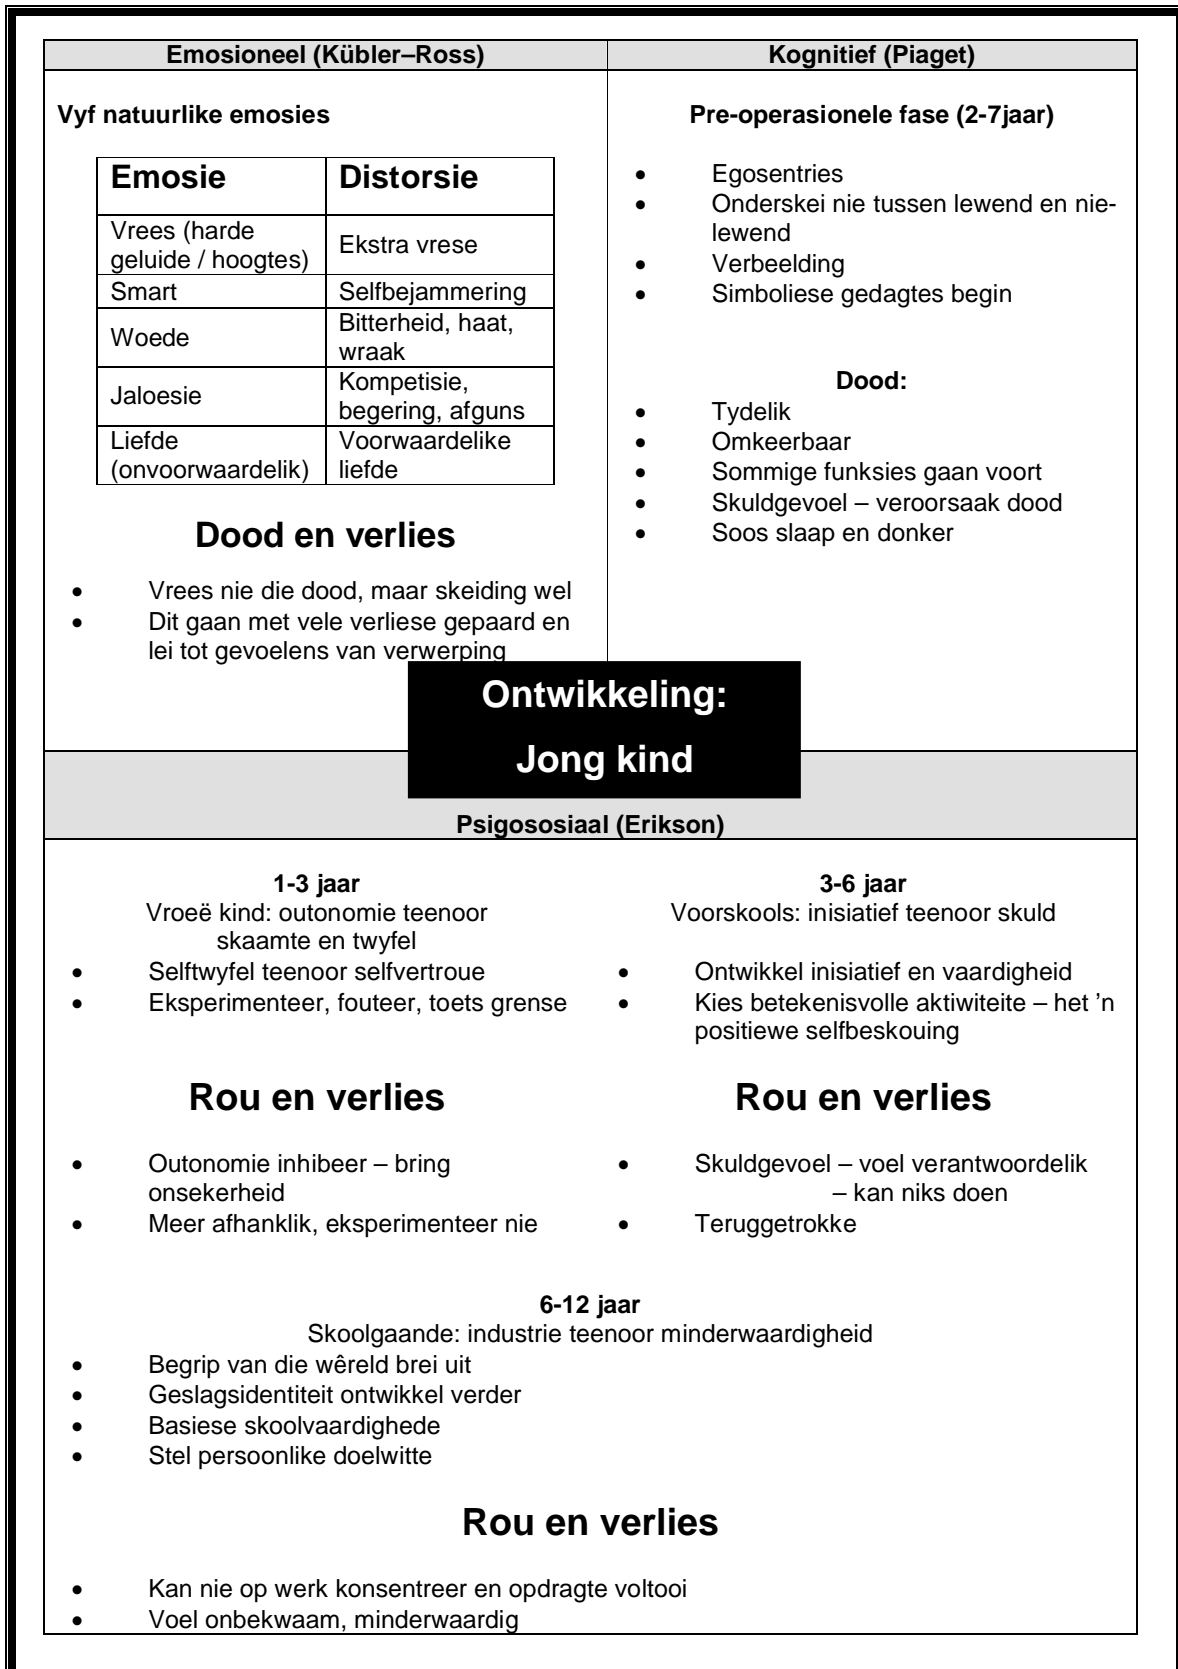 Emosioneel (Kübler–Ross)
Vyf natuurlike emosies
Emosie Distorsie
Vrees (harde geluide / hoogtes) Ekstra vrese
Smart Selfbejammering
Woede Bitterheid, haat, wraak
Jaloesie Kompetisie, begering, afguns
Liefde (onvoorwaardelik) Voorwaardelike liefde
Dood en verlies
• Vrees nie die dood, maar skeiding wel
• Dit gaan met vele verliese gepaard en
lei tot gevoelens van verwerping
Kognitief (Piaget)
Pre-operasionele fase (2-7jaar)
• Egosentries
• Onderskei nie tussen lewend en nie-
lewend
• Verbeelding
• Simboliese gedagtes begin
Dood:
• Tydelik
• Omkeerbaar
• Sommige funksies gaan voort
• Skuldgevoel – veroorsaak dood
• Soos slaap en donker
Ontwikkeling:
Jong kind
Psigososiaal (Erikson)
1-3 jaar
Vroeë kind: outonomie teenoor
skaamte en twyfel
• Selftwyfel teenoor selfvertroue
• Eksperimenteer, fouteer, toets grense
Rou en verlies
• Outonomie inhibeer – bring
onsekerheid
• Meer afhanklik, eksperimenteer nie
3-6 jaar
Voorskools: inisiatief teenoor skuld
• Ontwikkel inisiatief en vaardigheid
• Kies betekenisvolle aktiwiteite – het ’n
positiewe selfbeskouing
Rou en verlies
• Skuldgevoel – voel verantwoordelik
– kan niks doen
• Teruggetrokke
6-12 jaar
Skoolgaande: industrie teenoor minderwaardigheid
• Begrip van die wêreld brei uit
• Geslagsidentiteit ontwikkel verder
• Basiese skoolvaardighede
• Stel persoonlike doelwitte
Rou en verlies
• Kan nie op werk konsentreer en opdragte voltooi
• Voel onbekwaam, minderwaardig